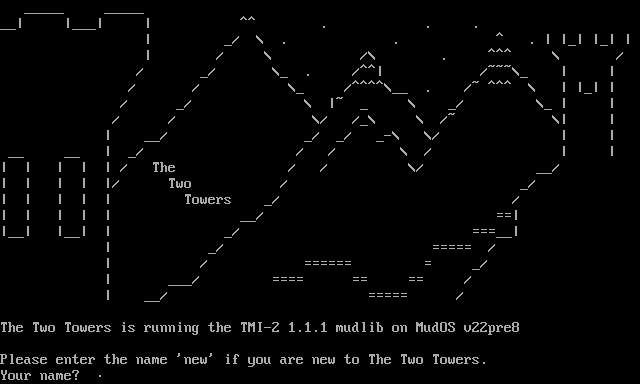 The
Two
Towers
The Two Towers is running the TMI-2 1.1.1 mudlib on MudOS v22pre8
Please enter the name 'new' if you are new to The Two Towers.
Your name?